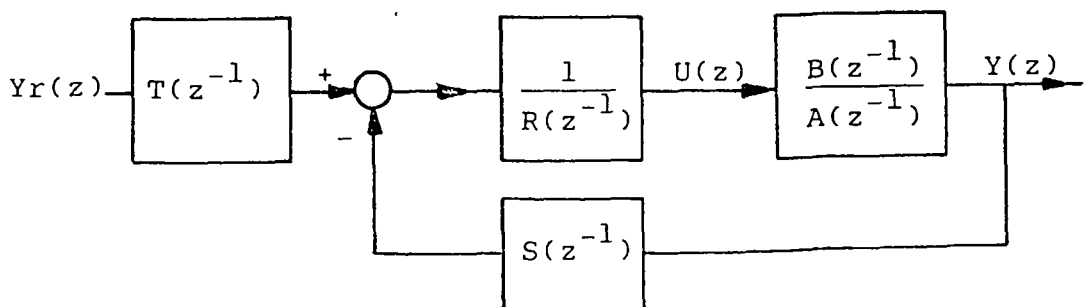 Yr(z)
T(z⁻¹)
+
-
1
R(z⁻¹)
U(z)
B(z⁻¹)
A(z⁻¹)
Y(z)
S(z⁻¹)